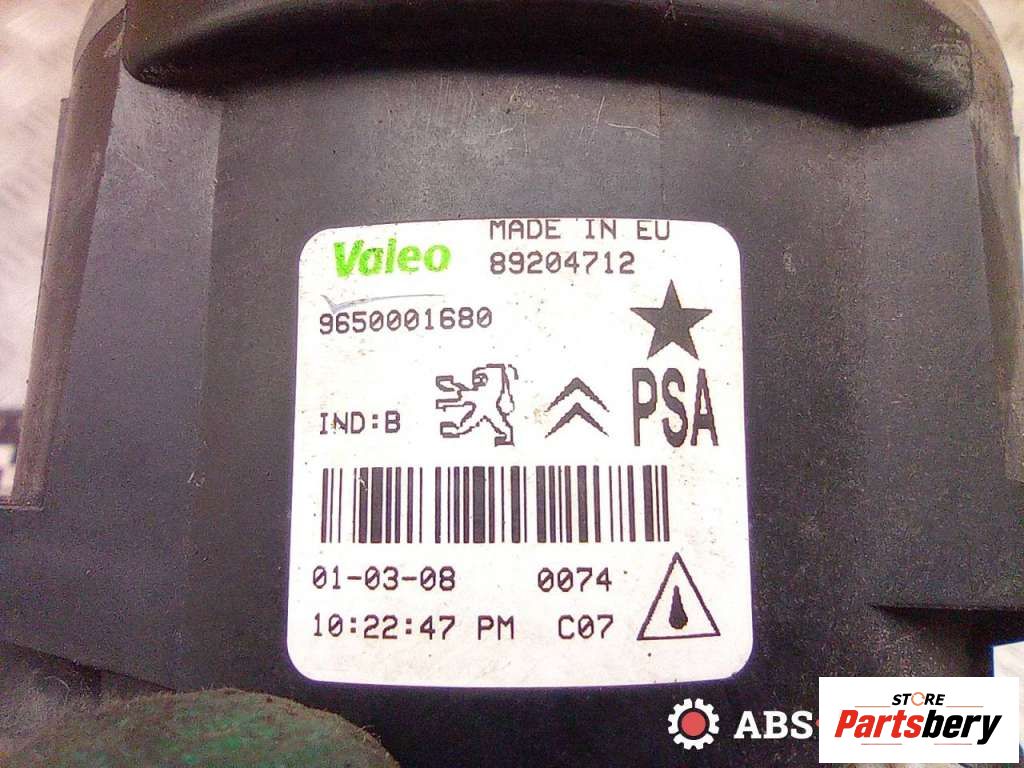 MADE IN EU
Valeo 89204712
9650001680
IND:B PSA
01-03-08 0074
10:22:47 PM C07
ABS
STORE
Partsbery